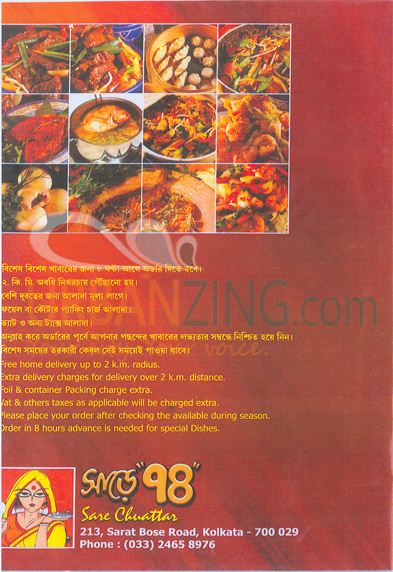 বিশেষ বিশেষ খাবারের জন্য ৮ ঘন্টা আগে অর্ডার দিতে হবে।
২. কি. মি. অবধি নিখরচায় পৌঁছানো হয়।
বেশি দূরত্বের জন্য আলাদা মূল্য লাগে।
ফয়েল বা কৌটার প্যাকিং চার্জ আলাদা।
ভ্যাট ও অন্য ট্যাক্স আলাদা।
অনুগ্রহ করে অর্ডারের পূর্বে আপনার পছন্দের খাবারের লভ্যতার সম্বন্ধে নিশ্চিত হয়ে নিন।
বিশেষ সময়ের তরকারী কেবল সেই সময়েই পাওয়া যাবে।
Free home delivery up to 2 k.m. radius.
Extra delivery charges for delivery over 2 k.m. distance.
Foil & container Packing charge extra.
Vat & others taxes as applicable will be charged extra.
Please place your order after checking the available during season.
Order in 8 hours advance is needed for special Dishes.
সাড়ে "৭৪"
Sare Chuattar
213, Sarat Bose Road, Kolkata - 700 029
Phone : (033) 2465 8976
voice.